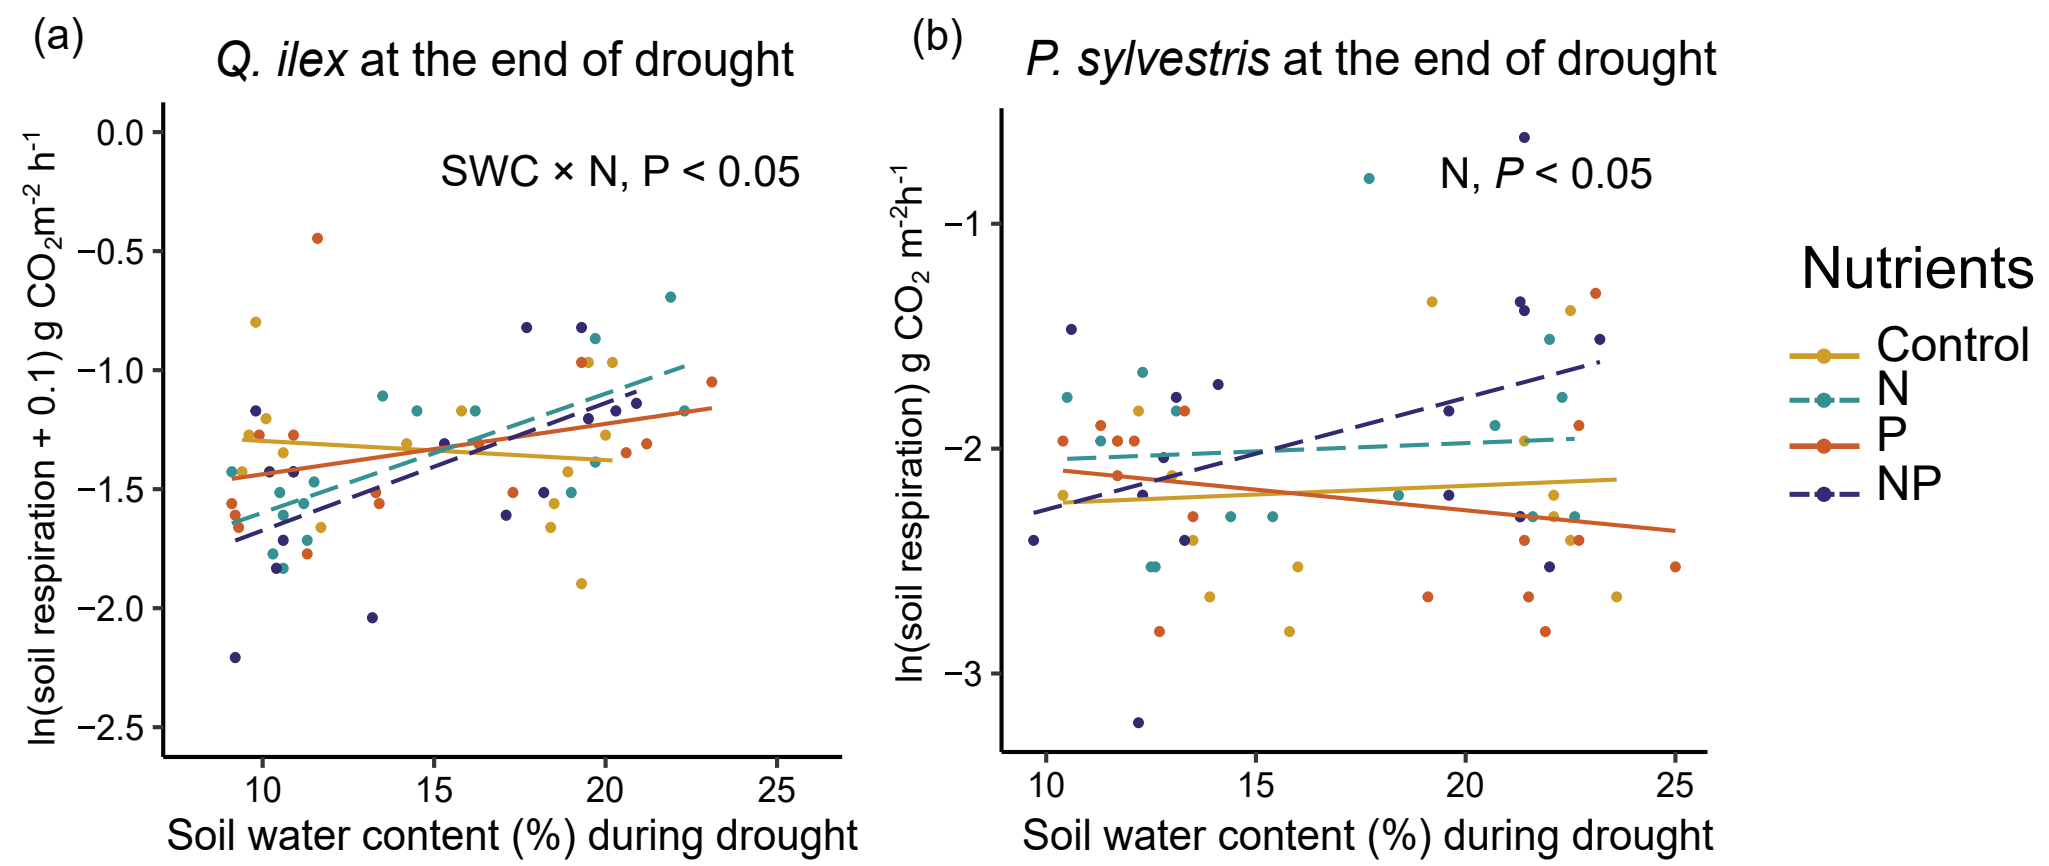 (a)
Q. ilex at the end of drought
ln(soil respiration + 0.1) g CO₂m⁻² h⁻¹
0.0
−0.5
−1.0
−1.5
−2.0
−2.5
SWC × N, P < 0.05
10 15 20 25
Soil water content (%) during drought
(b)
P. sylvestris at the end of drought
ln(soil respiration) g CO₂ m⁻²h⁻¹
−1
−2
−3
N, P < 0.05
10 15 20 25
Soil water content (%) during drought
Nutrients
Control
N
P
NP